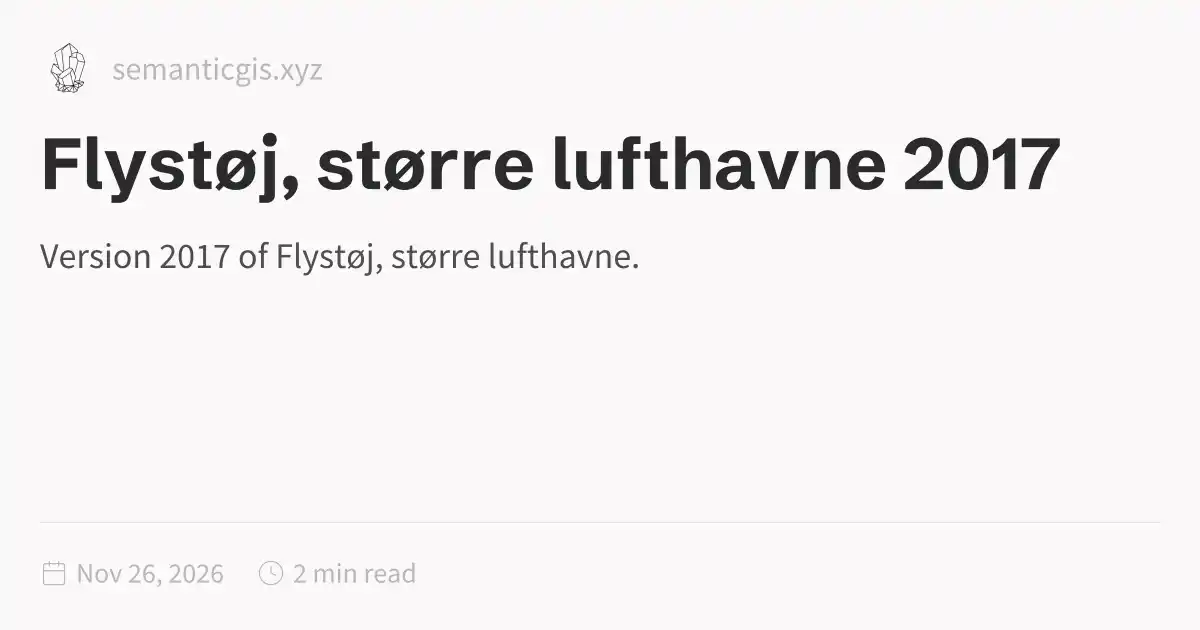 semanticgis.xyz
Flystøj, større lufthavne 2017
Version 2017 of Flystøj, større lufthavne.
Nov 26, 2026 2 min read